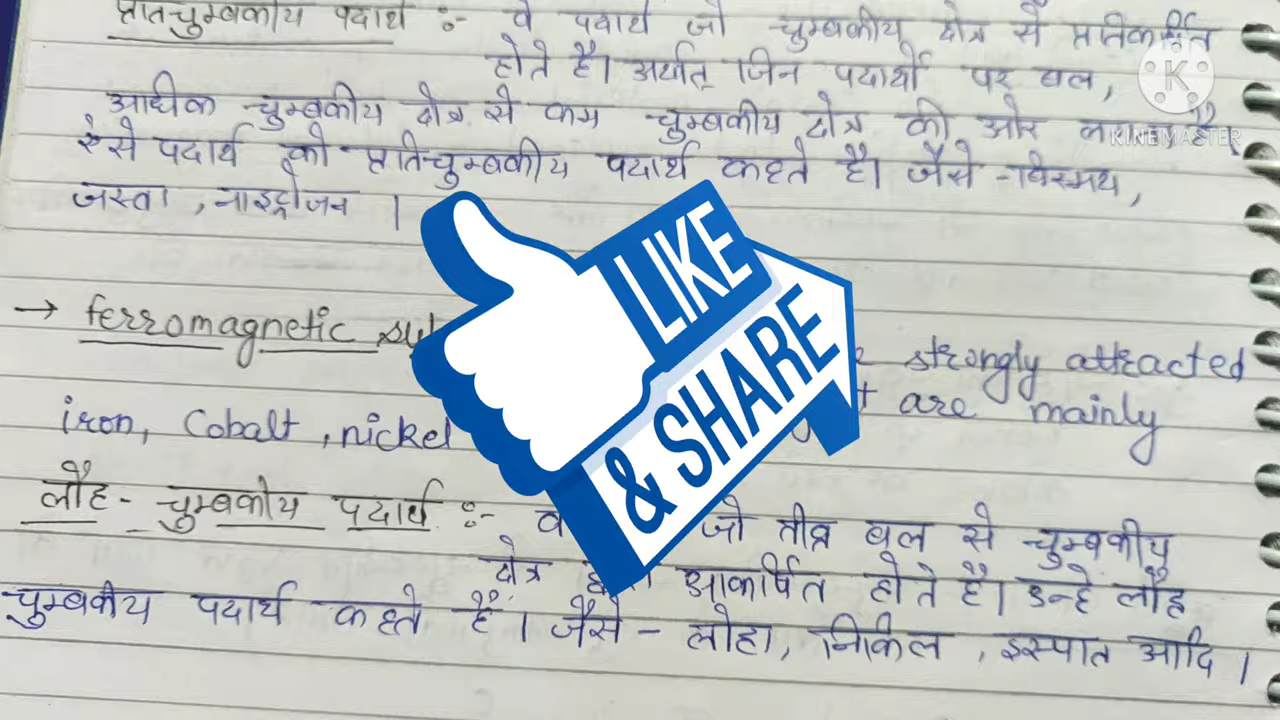 प्रतिचुम्बकीय पदार्थ :- वे पदार्थ जो चुम्बकीय क्षेत्र से प्रतिकर्षित
होते है। अर्थात् जिन पदार्थो पर बल,
आधीक चुम्बकीय क्षेत्र से कम चुम्बकीय क्षेत्र की ओर
ऐसे पदार्थ को प्रतिचुम्बकीय पदार्थ कहते है। जैसे - विस्मथ,
जस्ता , नाइट्रोजन ।
KINEMASTER
LIKE
& SHARE
→ ferromagnetic
strongly attracted
iron, Cobalt , nickel are mainly
लौह - चुम्बकीय पदार्थ :- जो तीव्र बल से चुम्बकीय
क्षेत्र आकर्षित होते है। उन्हे लौह
चुम्बकीय पदार्थ कहते हैं । जैसे - लोहा, निकिल , इस्पात आदि ।